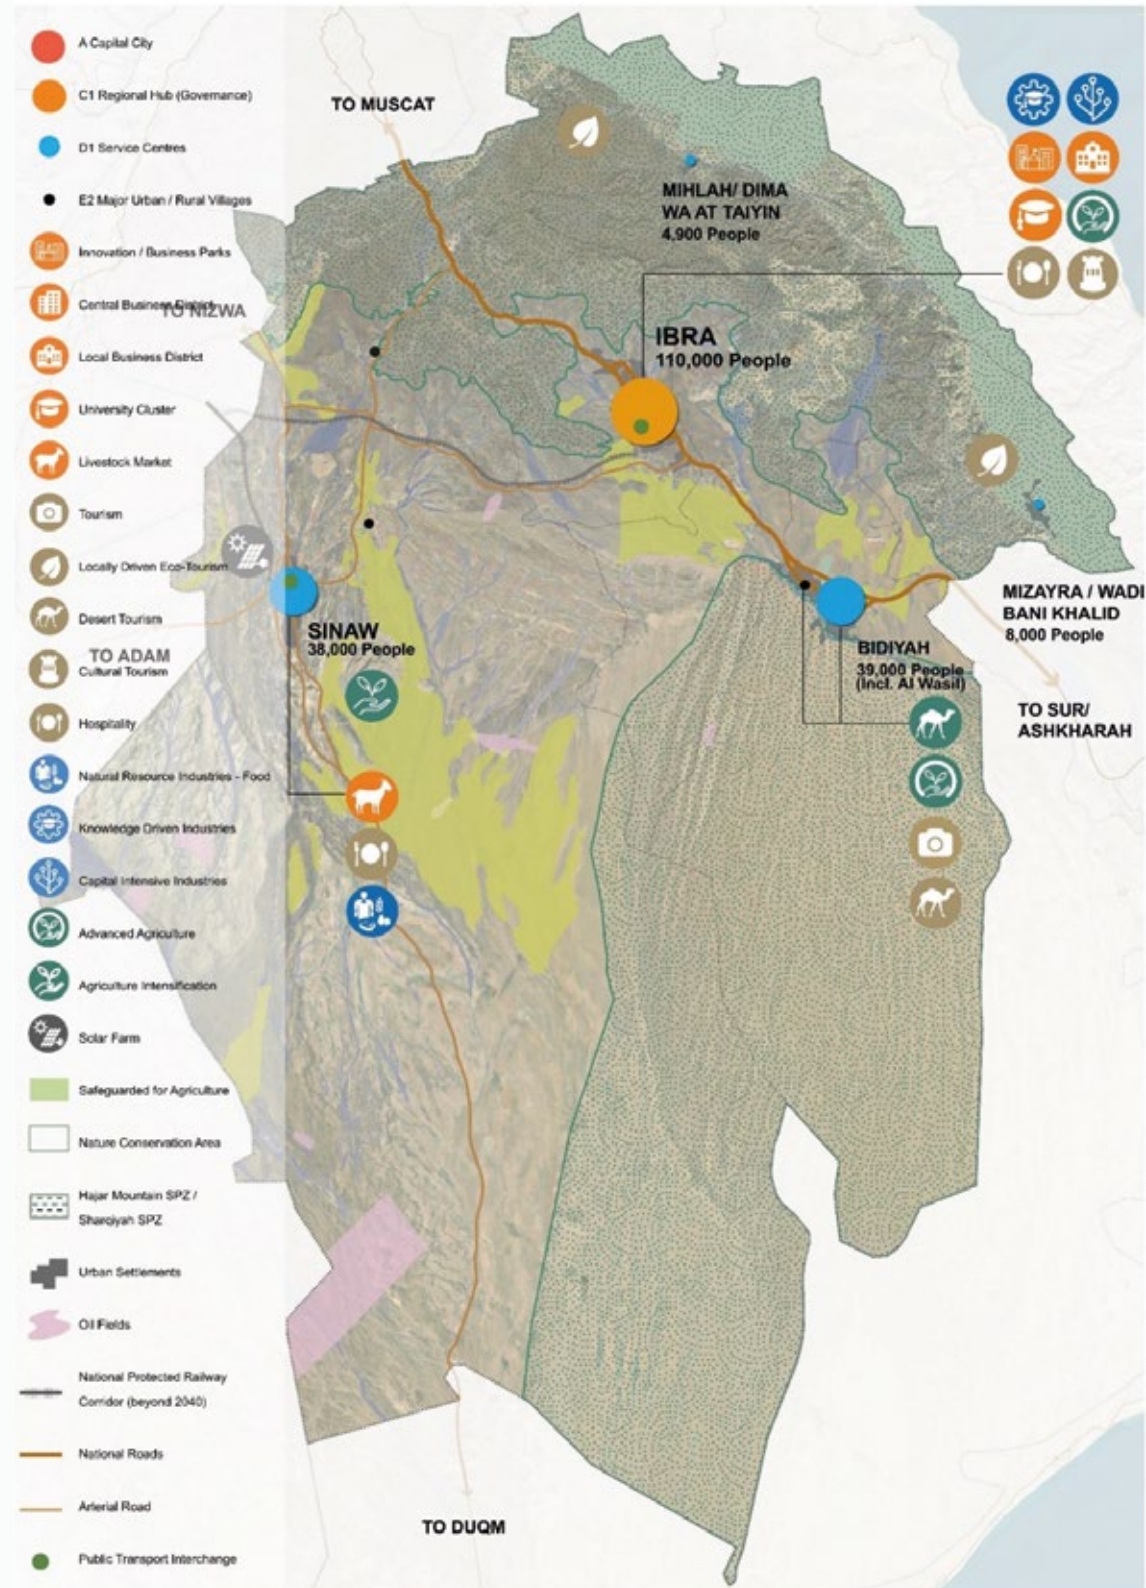 A Capital City
C1 Regional Hub (Governance)
D1 Service Centres
E2 Major Urban / Rural Villages
Innovation / Business Parks
Central Business District
Local Business District
University Cluster
Livestock Market
Tourism
Locally Driven Eco-Tourism
Desert Tourism
Cultural Tourism
Hospitality
Natural Resource Industries - Food
Knowledge Driven Industries
Capital Intensive Industries
Advanced Agriculture
Agriculture Intensification
Solar Farm
Safeguarded for Agriculture
Nature Conservation Area
Hajar Mountain SPZ /
Sharqiyah SPZ
Urban Settlements
Oil Fields
National Protected Railway
Corridor (beyond 2040)
National Roads
Arterial Road
Public Transport Interchange
TO MUSCAT
MIHLAH/ DIMA
WA AT TAIYIN
4,900 People
TO NIZWA
IBRA
110,000 People
MIZAYRA / WADI
BANI KHALID
8,000 People
SINAW
38,000 People
TO ADAM
BIDIYAH
39,000 People
(Incl. Al Wasil)
TO SUR/
ASHKHARAH
TO DUQM